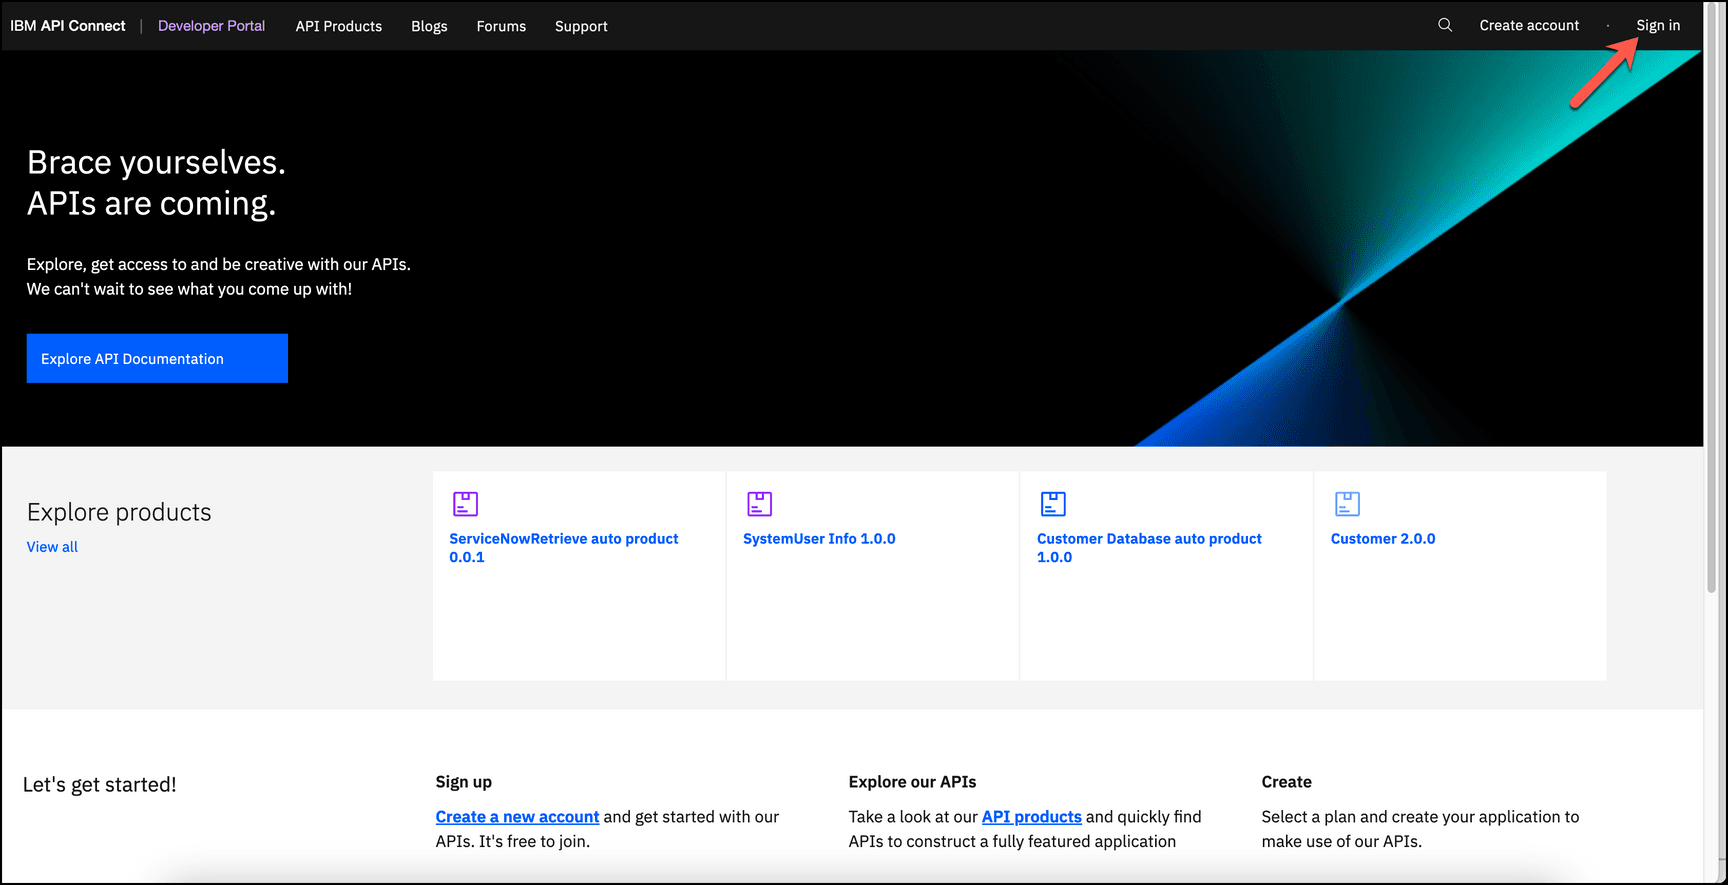 IBM API Connect | Developer Portal API Products Blogs Forums Support Create account · Sign in
Brace yourselves.
APIs are coming.
Explore, get access to and be creative with our APIs.
We can't wait to see what you come up with!
Explore API Documentation
Explore products
View all
ServiceNowRetrieve auto product
0.0.1
SystemUser Info 1.0.0
Customer Database auto product
1.0.0
Customer 2.0.0
Let's get started!
Sign up
Create a new account and get started with our
APIs. It's free to join.
Explore our APIs
Take a look at our API products and quickly find
APIs to construct a fully featured application
Create
Select a plan and create your application to
make use of our APIs.